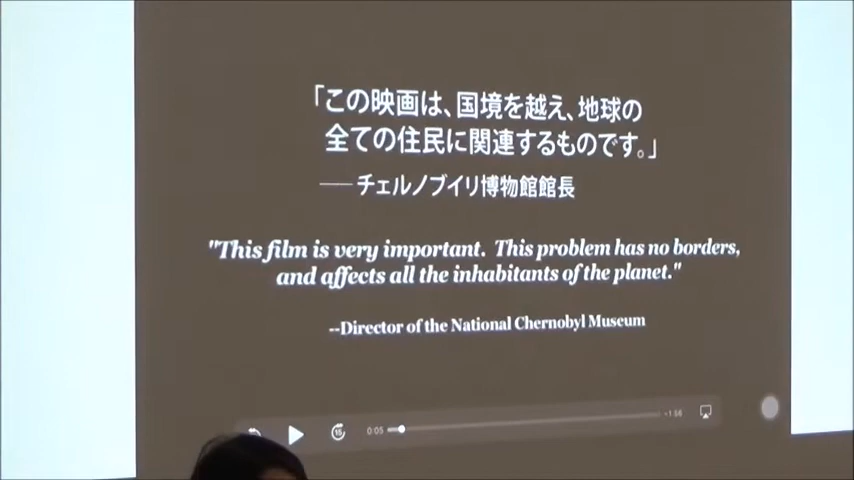 「この映画は、国境を越え、地球の
全ての住民に関連するものです。」
──チェルノブイリ博物館館長
"This film is very important. This problem has no borders,
and affects all the inhabitants of the planet."
--Director of the National Chernobyl Museum
15 0:05 -1:56